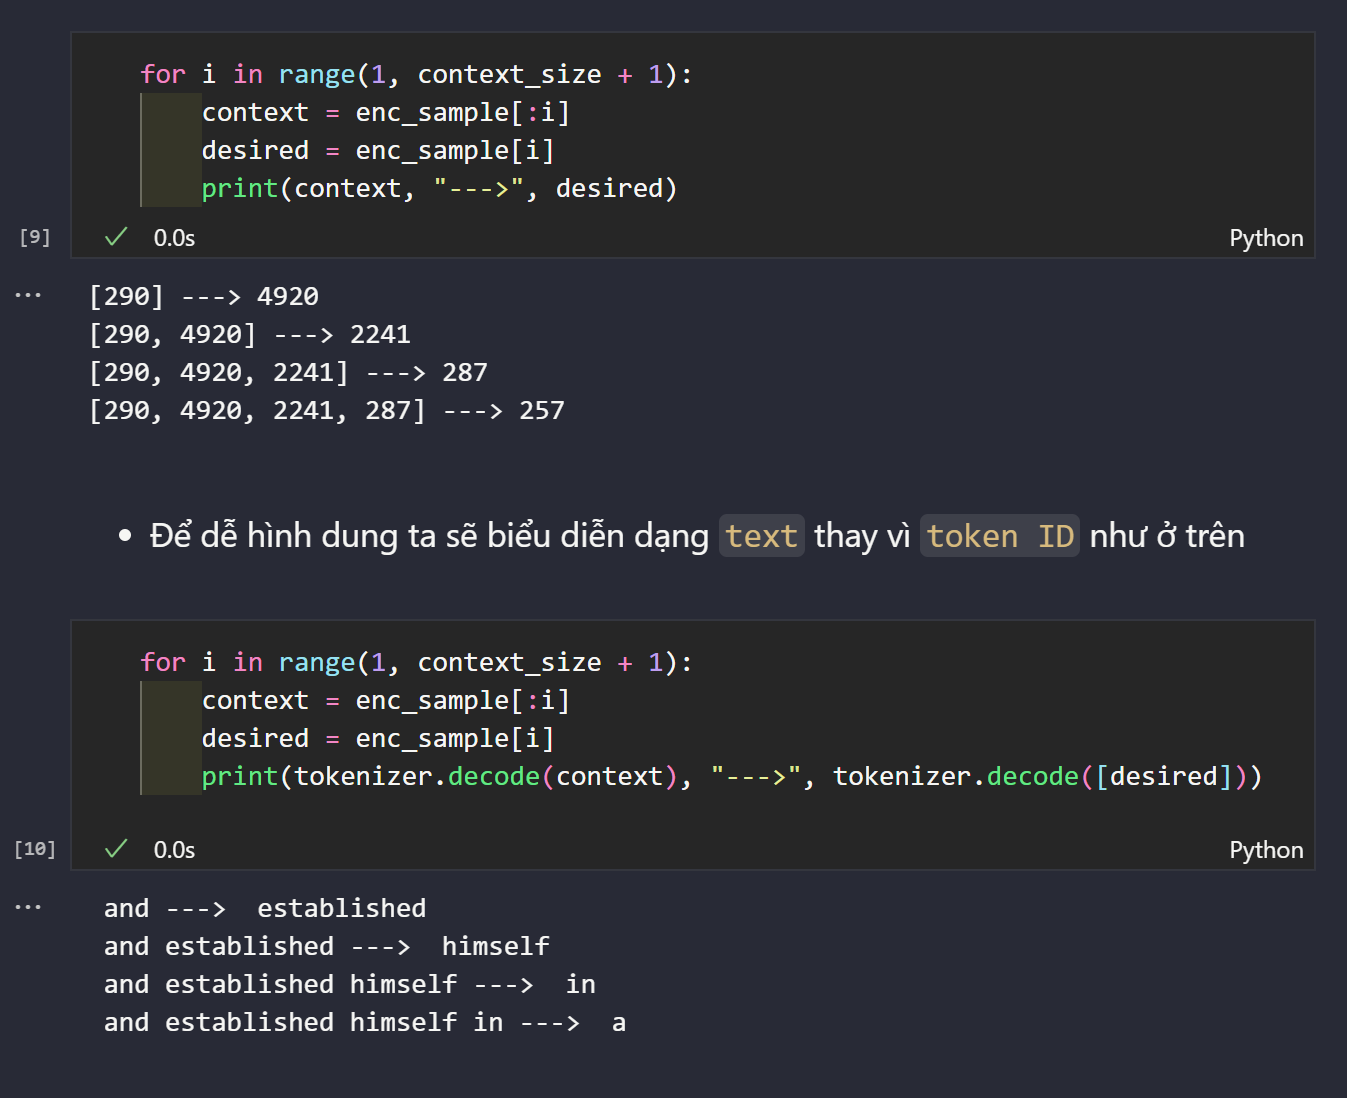 for i in range(1, context_size + 1):
    context = enc_sample[:i]
    desired = enc_sample[i]
    print(context, "--->", desired)
[9] ✓ 0.0s Python
... [290] ---> 4920
[290, 4920] ---> 2241
[290, 4920, 2241] ---> 287
[290, 4920, 2241, 287] ---> 257
• Để dễ hình dung ta sẽ biểu diễn dạng text thay vì token ID như ở trên
for i in range(1, context_size + 1):
    context = enc_sample[:i]
    desired = enc_sample[i]
    print(tokenizer.decode(context), "--->", tokenizer.decode([desired]))
[10] ✓ 0.0s Python
...  and --->  established
 and established --->  himself
 and established himself --->  in
 and established himself in --->  a